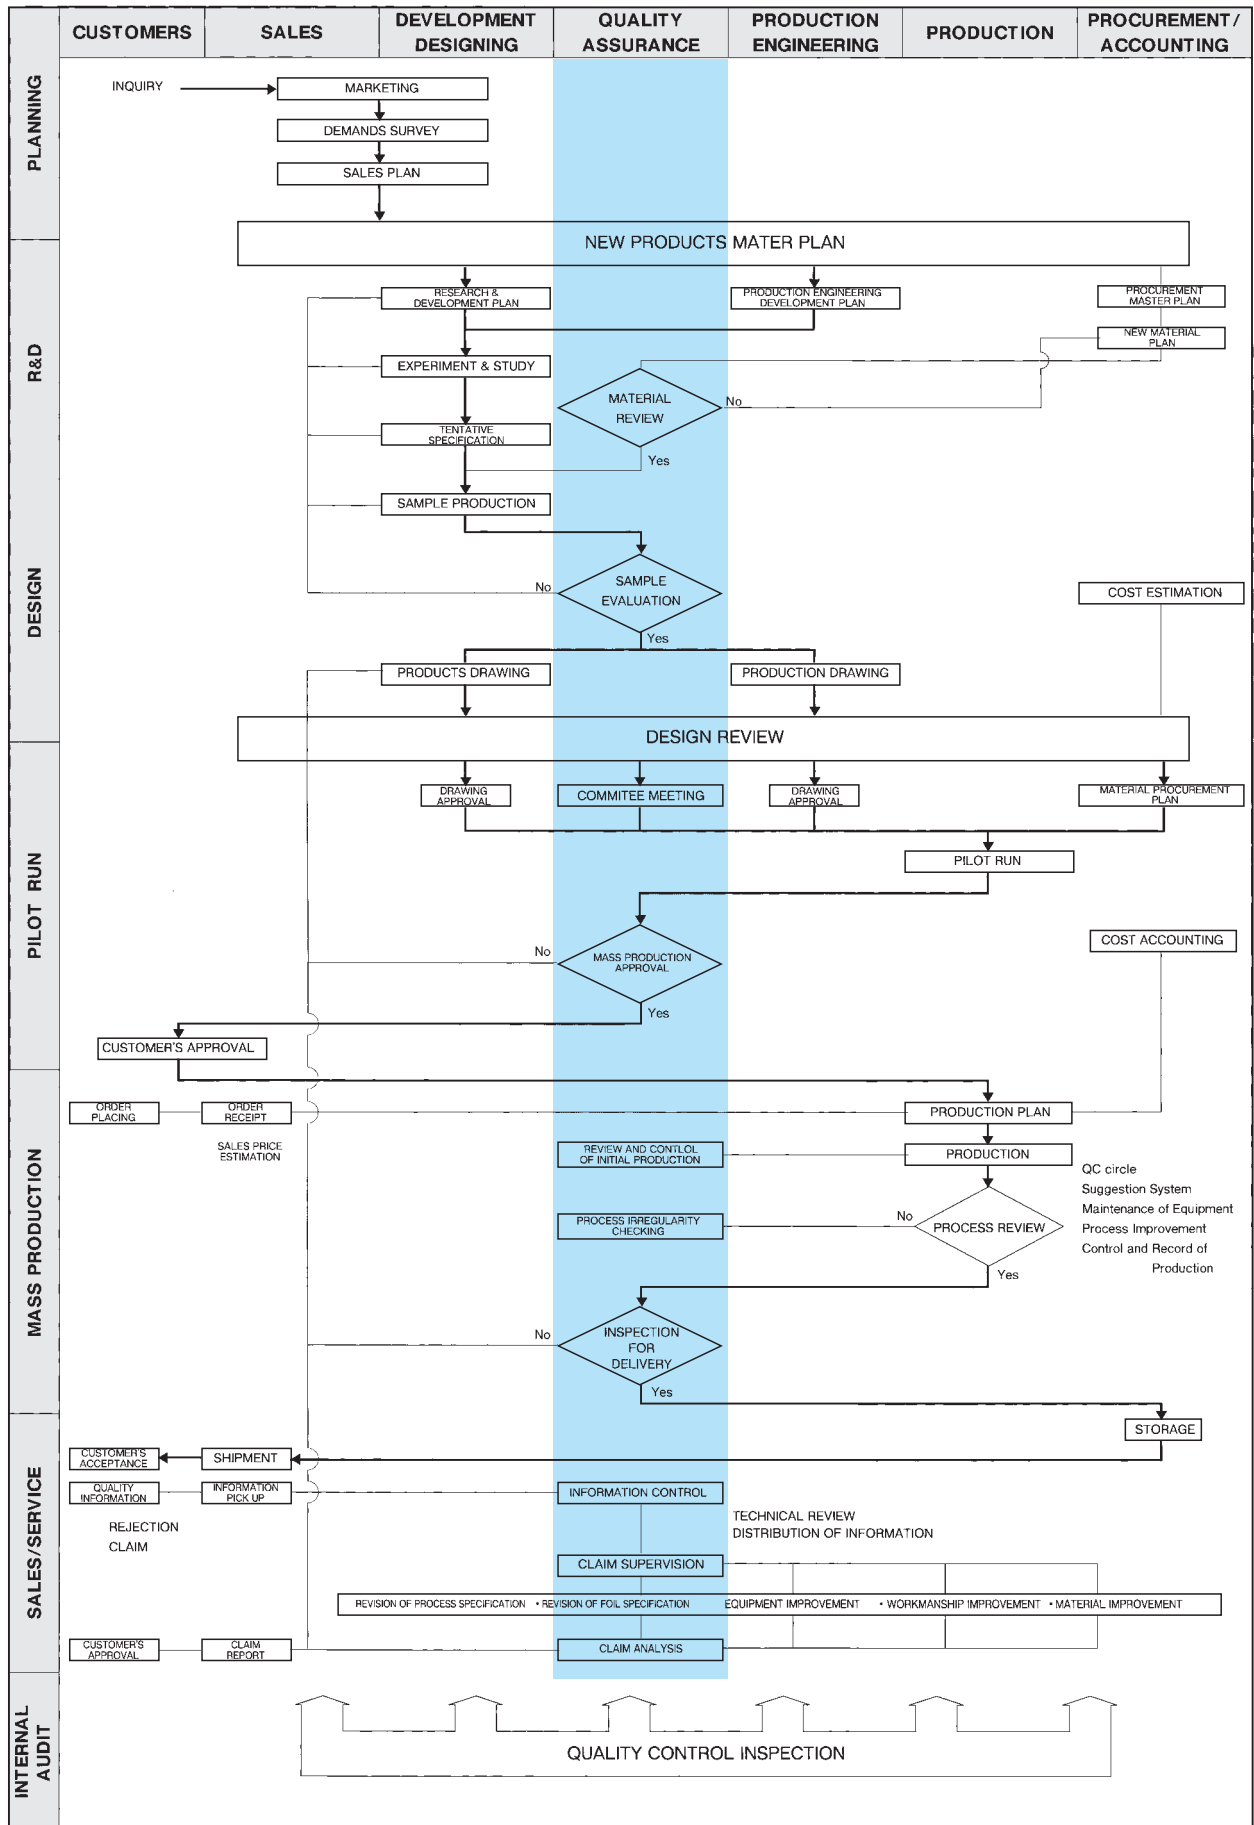 CUSTOMERS
SALES
DEVELOPMENT
DESIGNING
QUALITY
ASSURANCE
PRODUCTION
ENGINEERING
PRODUCTION
PROCUREMENT/
ACCOUNTING
PLANNING
INQUIRY
MARKETING
DEMANDS SURVEY
SALES PLAN
NEW PRODUCTS MATER PLAN
R&D
RESEARCH &
DEVELOPMENT PLAN
PRODUCTION ENGINEERING
DEVELOPMENT PLAN
PROCUREMENT
MASTER PLAN
NEW MATERIAL
PLAN
EXPERIMENT & STUDY
MATERIAL
REVIEW
No
TENTATIVE
SPECIFICATION
Yes
DESIGN
SAMPLE PRODUCTION
SAMPLE
EVALUATION
No
Yes
COST ESTIMATION
PRODUCTS DRAWING
PRODUCTION DRAWING
DESIGN REVIEW
PILOT RUN
DRAWING
APPROVAL
COMMITEE MEETING
DRAWING
APPROVAL
MATERIAL PROCUREMENT
PLAN
PILOT RUN
COST ACCOUNTING
No
MASS PRODUCTION
APPROVAL
Yes
CUSTOMER'S APPROVAL
MASS PRODUCTION
ORDER
PLACING
ORDER
RECEIPT
PRODUCTION PLAN
SALES PRICE
ESTIMATION
REVIEW AND CONTLOL
OF INITIAL PRODUCTION
PRODUCTION
QC circle
Suggestion System
Maintenance of Equipment
Process Improvement
Control and Record of
Production
PROCESS IRREGULARITY
CHECKING
No
PROCESS REVIEW
Yes
No
INSPECTION
FOR
DELIVERY
Yes
SALES/SERVICE
STORAGE
CUSTOMER'S
ACCEPTANCE
SHIPMENT
QUALITY
INFORMATION
INFORMATION
PICK UP
INFORMATION CONTROL
REJECTION
CLAIM
TECHNICAL REVIEW
DISTRIBUTION OF INFORMATION
CLAIM SUPERVISION
REVISION OF PROCESS SPECIFICATION • REVISION OF FOIL SPECIFICATION EQUIPMENT IMPROVEMENT • WORKMANSHIP IMPROVEMENT • MATERIAL IMPROVEMENT
CUSTOMER'S
APPROVAL
CLAIM
REPORT
CLAIM ANALYSIS
INTERNAL
AUDIT
QUALITY CONTROL INSPECTION